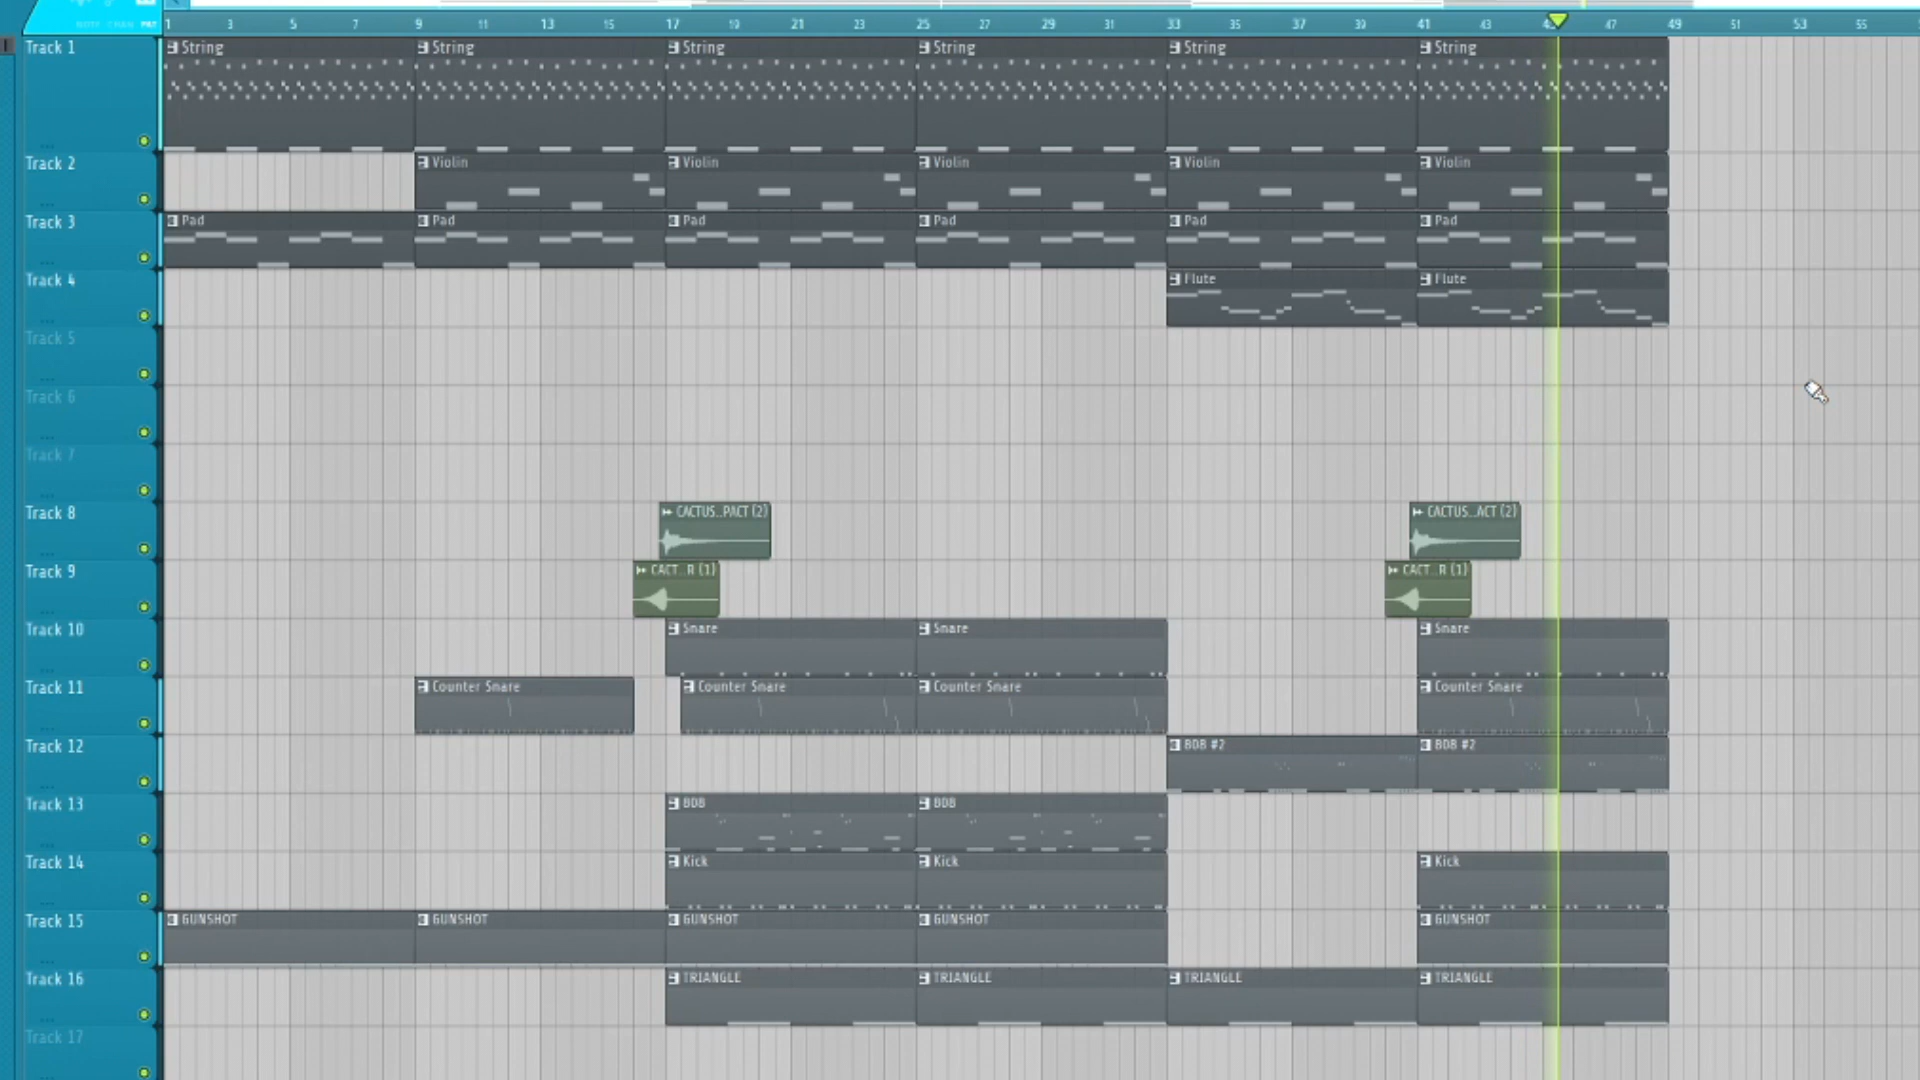 NOTE CHAN PAT
1 3 5 7 9 11 13 15 17 19 21 23 25 27 29 31 33 35 37 39 41 43 47 49 51 53 55
Track 1 String String String String String String
Track 2 Violin Violin Violin Violin Violin
Track 3 Pad Pad Pad Pad Pad Pad
Track 4 Flute Flute
Track 5
Track 6
Track 7
Track 8 CACTUS..PACT (2) CACTUS...ACT (2)
Track 9 CACT...R (1) CACT...R (1)
Track 10 Snare Snare Snare
Track 11 Counter Snare Counter Snare Counter Snare Counter Snare
Track 12 808 #2 808 #2
Track 13 808 808
Track 14 Kick Kick Kick
Track 15 GUNSHOT GUNSHOT GUNSHOT GUNSHOT GUNSHOT
Track 16 TRIANGLE TRIANGLE TRIANGLE TRIANGLE
Track 17